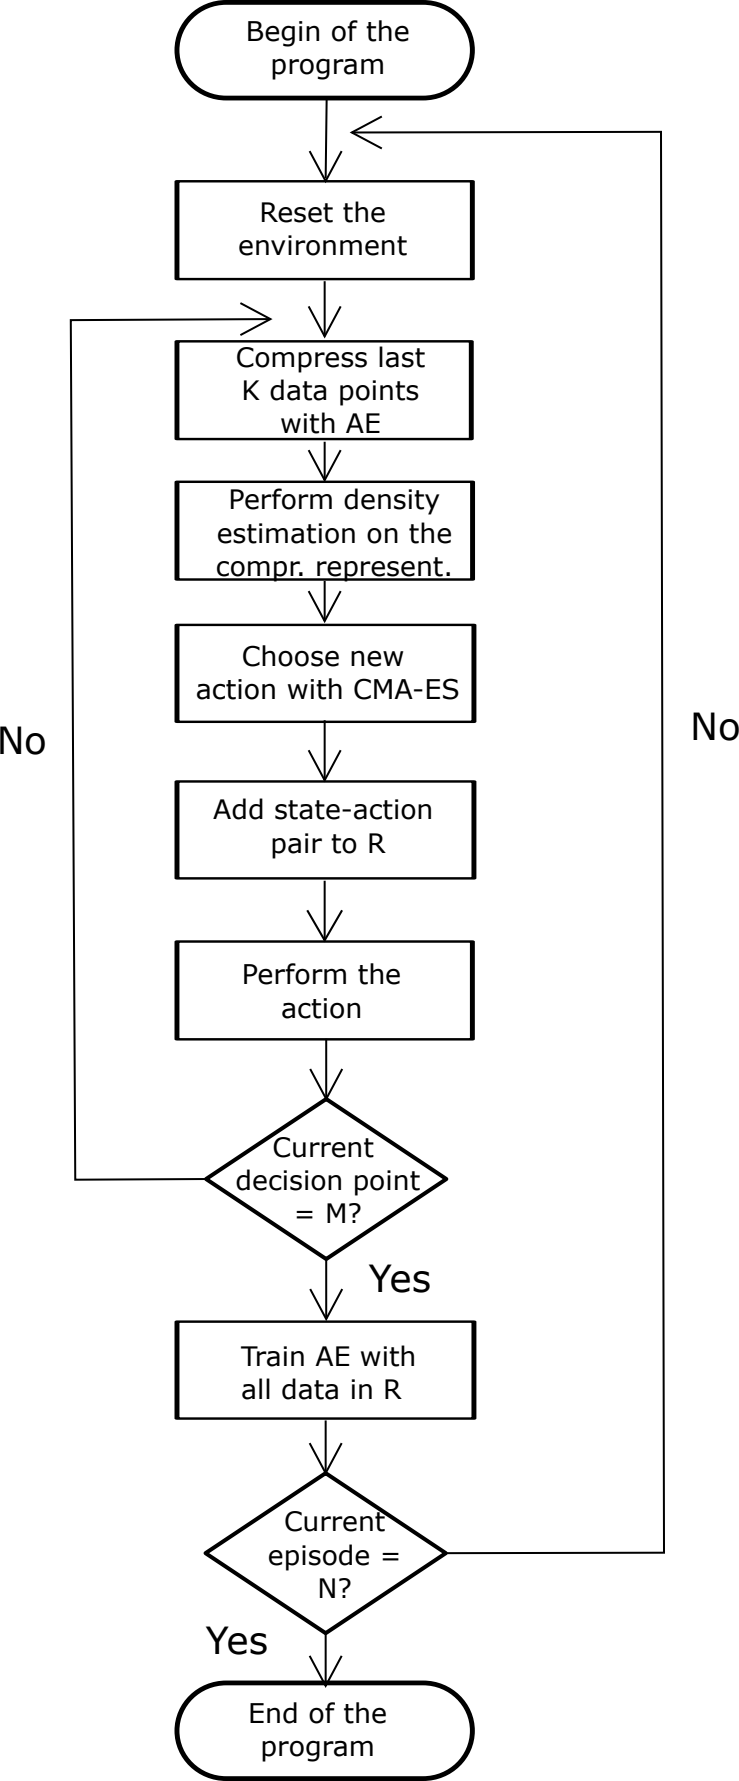 Begin of the
program
Reset the
environment
Compress last
K data points
with AE
Perform density
estimation on the
compr. represent.
Choose new
action with CMA-ES
No
No
Add state-action
pair to R
Perform the
action
Current
decision point
= M?
Yes
Train AE with
all data in R
Current
episode =
N?
Yes
End of the
program